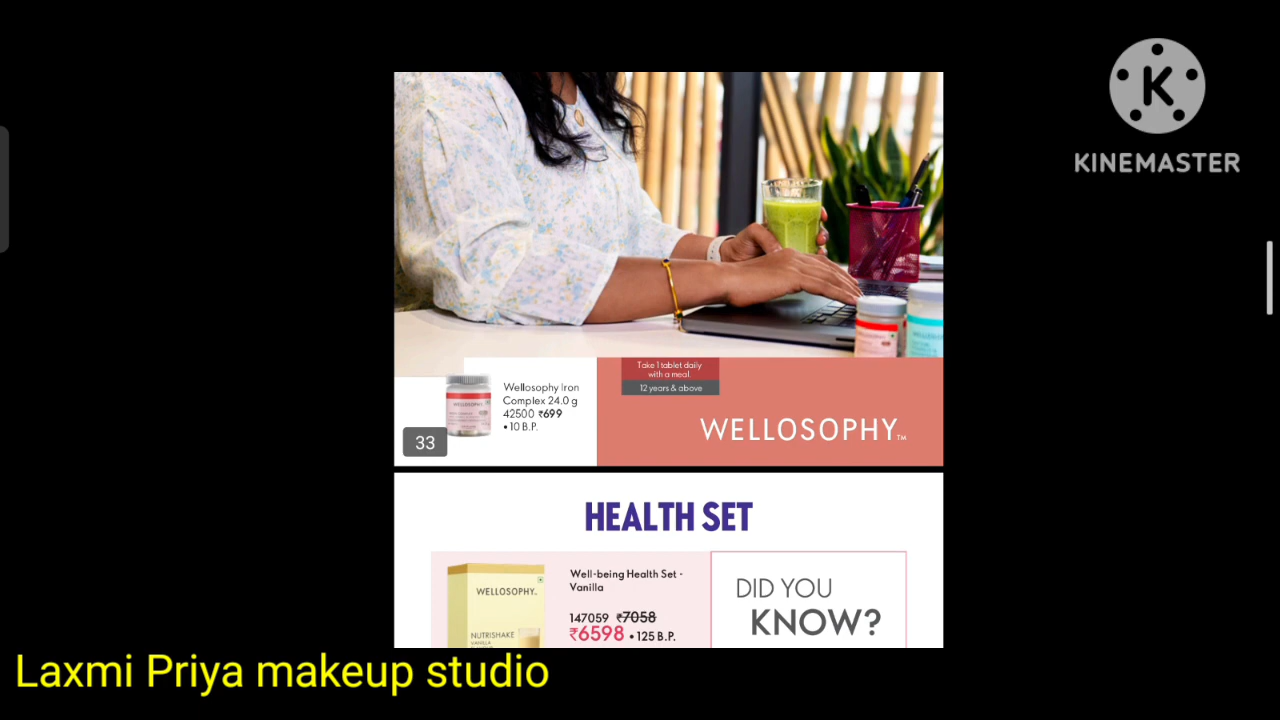 K
KINEMASTER
Take 1 tablet daily
with a meal.
12 years & above
Wellosophy Iron
Complex 24.0 g
42500 ₹699
• 10 B.P.
WELLOSOPHY™
WELLOSOPHY
33
HEALTH SET
WELLOSOPHY™
NUTRISHAKE
VANILLA
Well-being Health Set -
Vanilla
147059 ₹7058
₹6598 • 125 B.P.
DID YOU
KNOW?
Laxmi Priya makeup studio